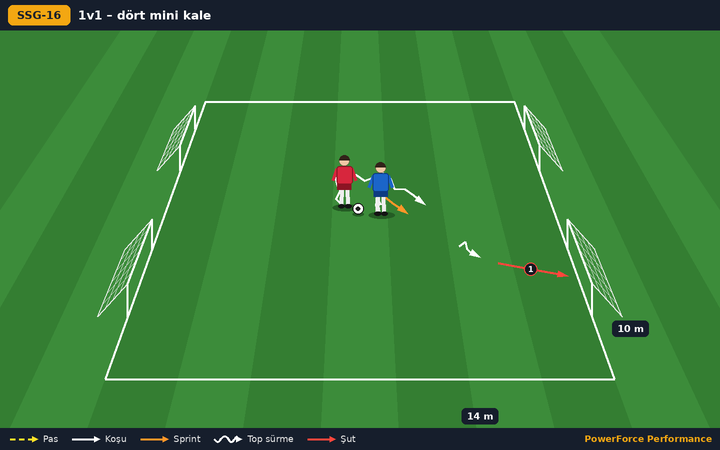 SSG-16 1v1 – dört mini kale
1
10 m
14 m
Pas Koşu Sprint Top sürme Şut PowerForce Performance